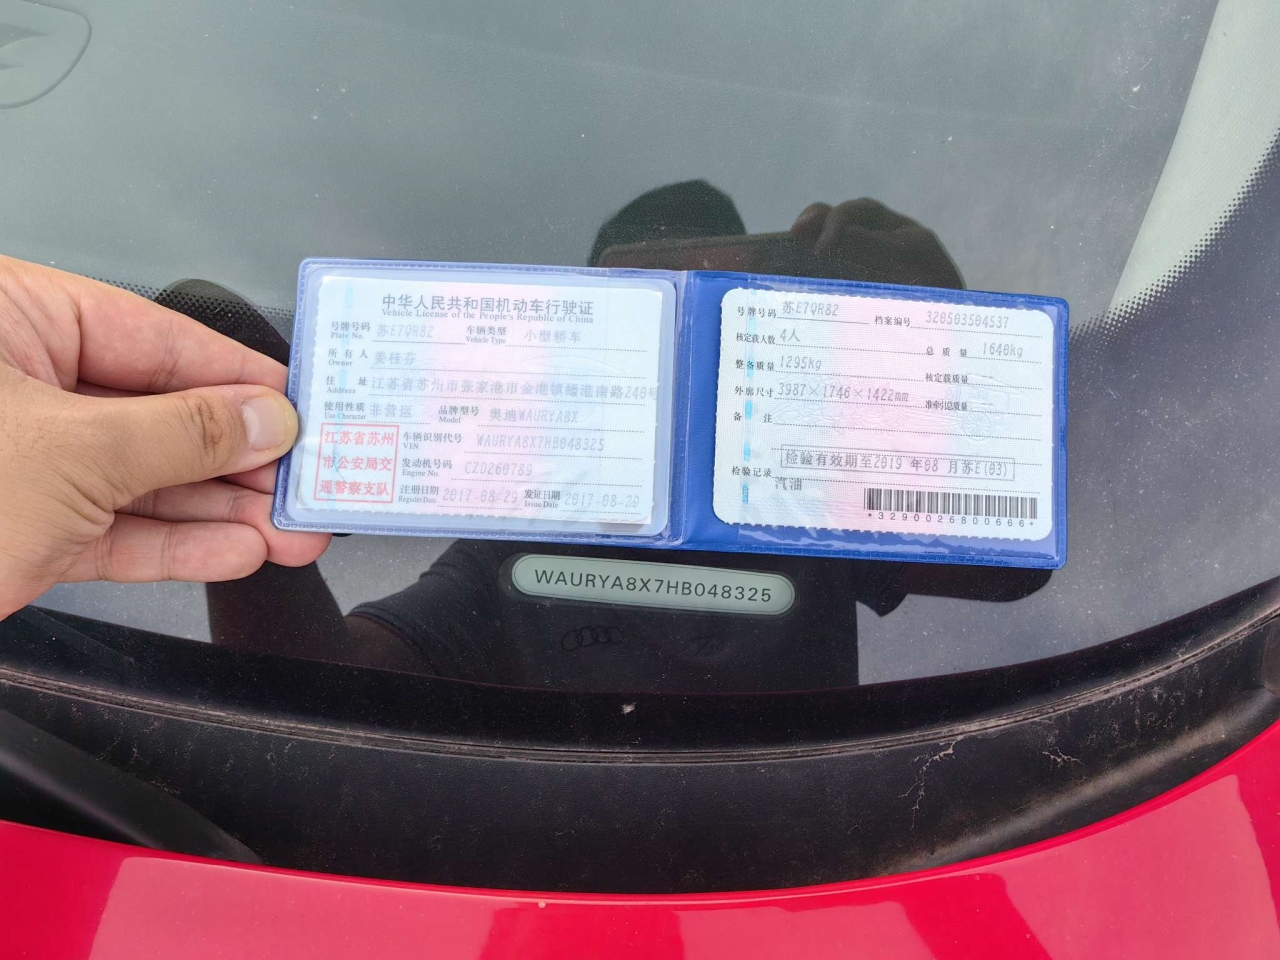 中华人民共和国机动车行驶证
Vehicle License of the People's Republic of China
号牌号码 Plate No. 苏E7QR82 车辆类型 Vehicle Type 小型轿车
所有人 Owner 姜桂芬
住址 Address 江苏省苏州市张家港市金港镇 港南路240号
使用性质 Use Character 非营运 品牌型号 Model 奥迪WAURYA8X
江苏省苏州
市公安局交
通警察支队
车辆识别代号 VIN WAURYA8X7HB048325
发动机号码 Engine No. CZD260789
注册日期 Register Date 2017-08-29 发证日期 Issue Date 2017-08-29
号牌号码 苏E7QR82 档案编号 320503504537
核定载人数 4人 总质量 1640kg
整备质量 1295kg 核定载质量 --
外廓尺寸 3987×1746×1422mm 准牵引总质量 --
备注
检验记录 检验有效期至2019年08月苏E(03)
汽油
*3290026800666*
WAURYA8X7HB048325